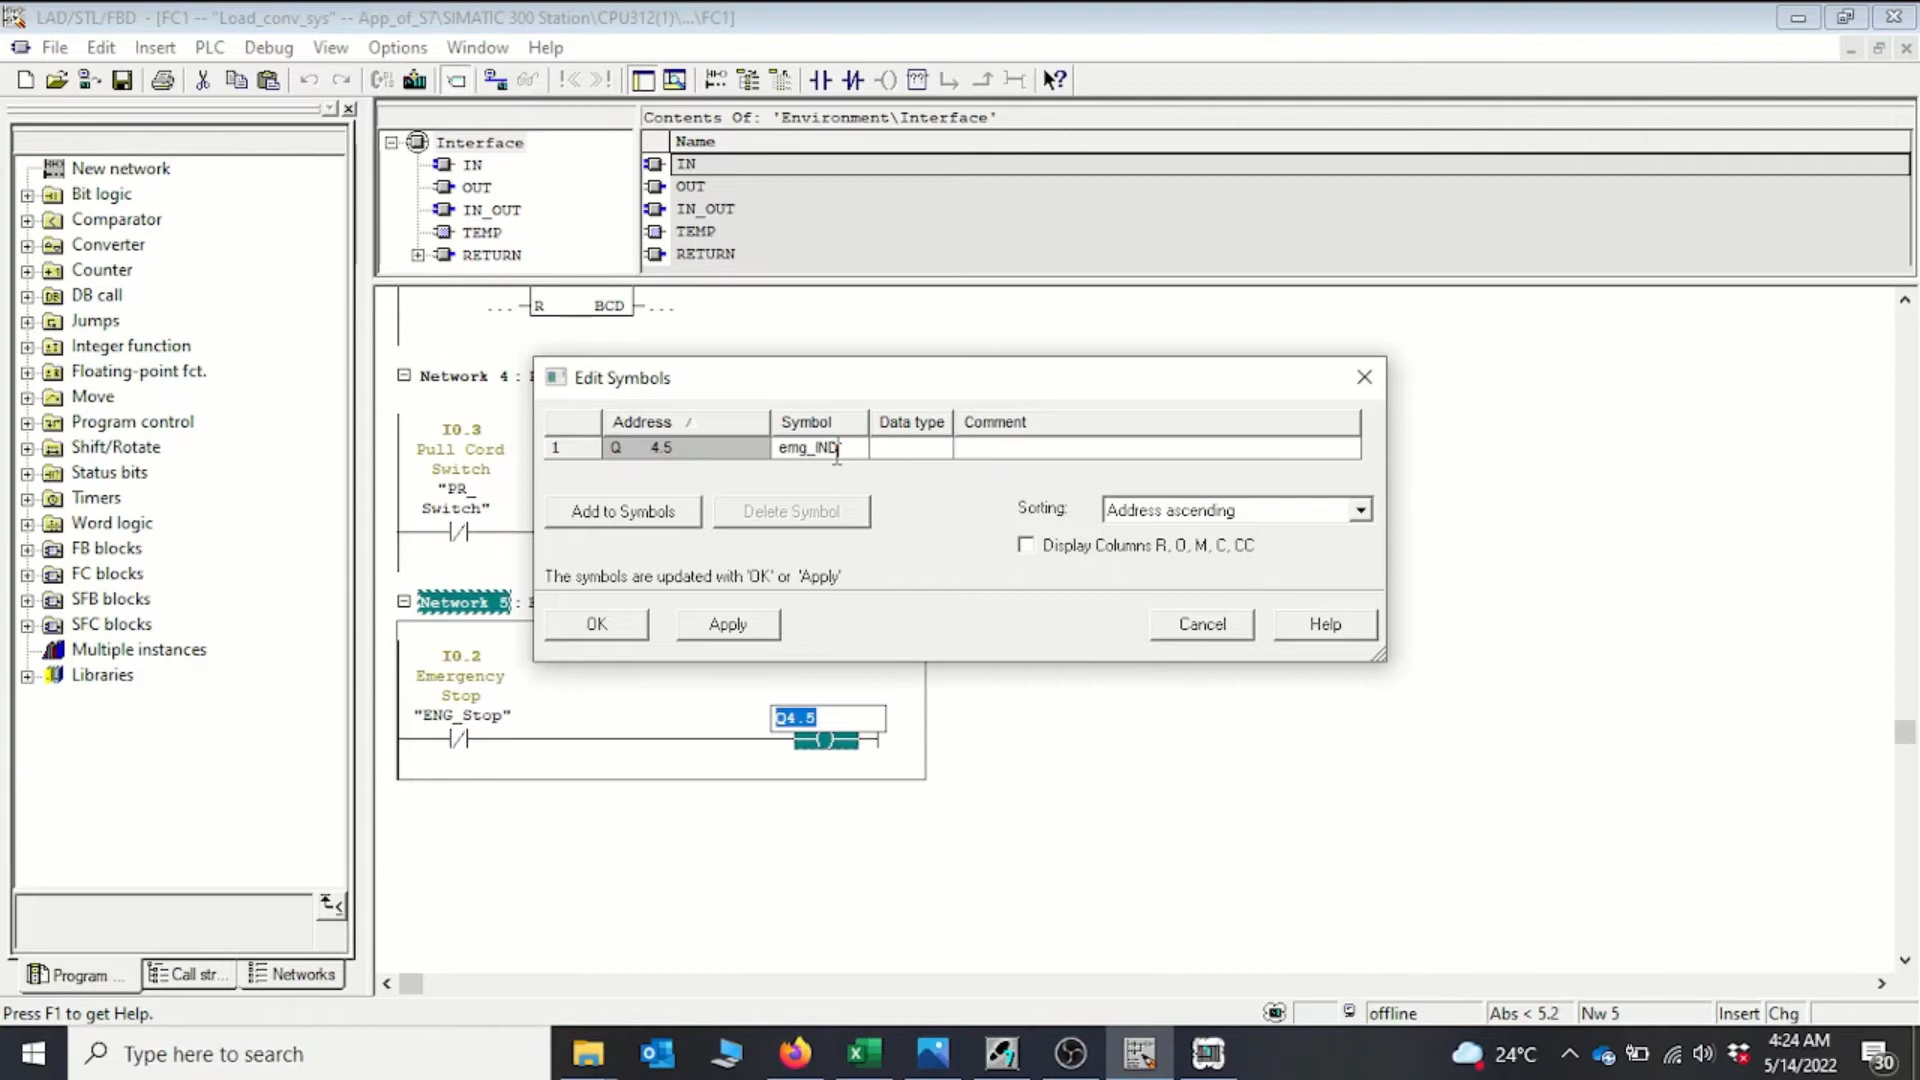 LAD/STL/FBD - [FC1 -- "Load_conv_sys" -- App_of_S7\SIMATIC 300 Station\CPU312(1)\...\FC1]
File Edit Insert PLC Debug View Options Window Help
Contents Of: 'Environment\Interface'
Interface
IN
OUT
IN_OUT
TEMP
RETURN
Name
IN
OUT
IN_OUT
TEMP
RETURN
New network
Bit logic
Comparator
Converter
Counter
DB call
Jumps
Integer function
Floating-point fct.
Move
Program control
Shift/Rotate
Status bits
Timers
Word logic
FB blocks
FC blocks
SFB blocks
SFC blocks
Multiple instances
Libraries
Program ...
Call str...
Networks
... R BCD ...
Network 4 :
I0.3
Pull Cord
Switch
"PR_
Switch"
Network 5 :
I0.2
Emergency
Stop
"ENG_Stop"
Q4.5
Edit Symbols
Address / Symbol Data type Comment
1 Q 4.5 emg_IND
Add to Symbols
Delete Symbol
Sorting:
Address ascending
Display Columns R, O, M, C, CC
The symbols are updated with 'OK' or 'Apply'
OK
Apply
Cancel
Help
Press F1 to get Help.
offline
Abs < 5.2
Nw 5
Insert
Chg
Type here to search
24°C
4:24 AM
5/14/2022
30